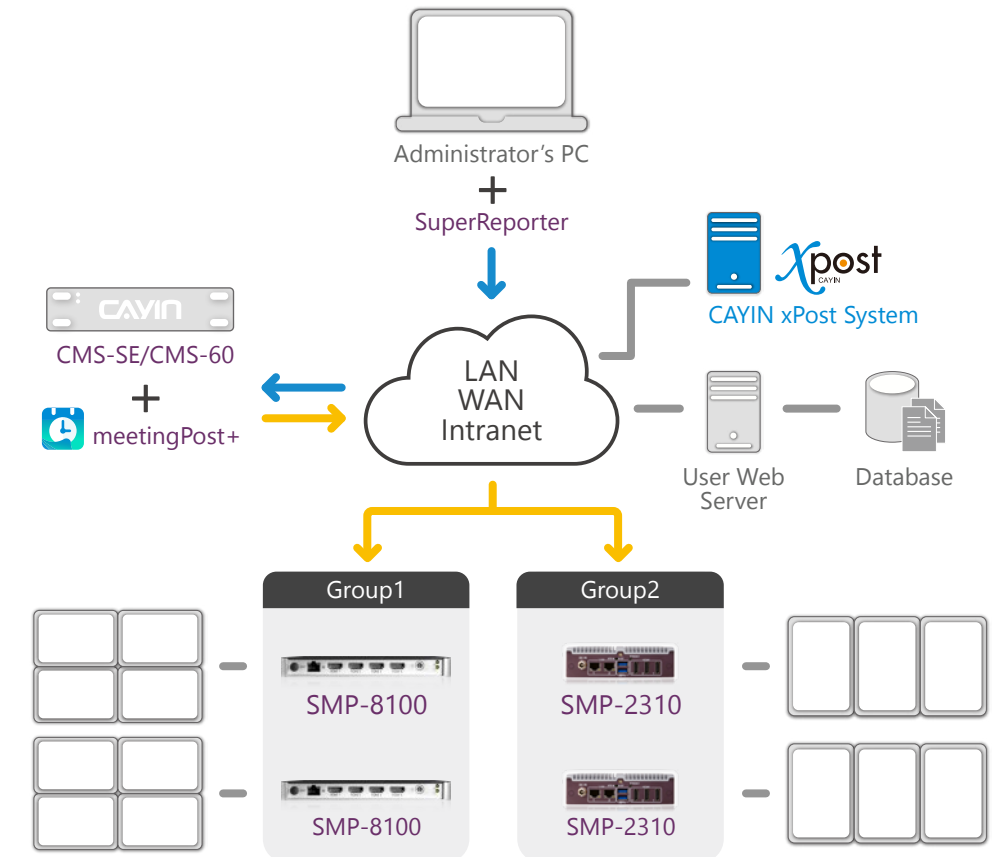 Administrator's PC
+
SuperReporter
Xpost
CAYIN
CAYIN xPost System
CAYIN
CMS-SE/CMS-60
+
meetingPost+
LAN
WAN
Intranet
User Web
Server
Database
Group1
Group2
SMP-8100
SMP-2310
SMP-8100
SMP-2310